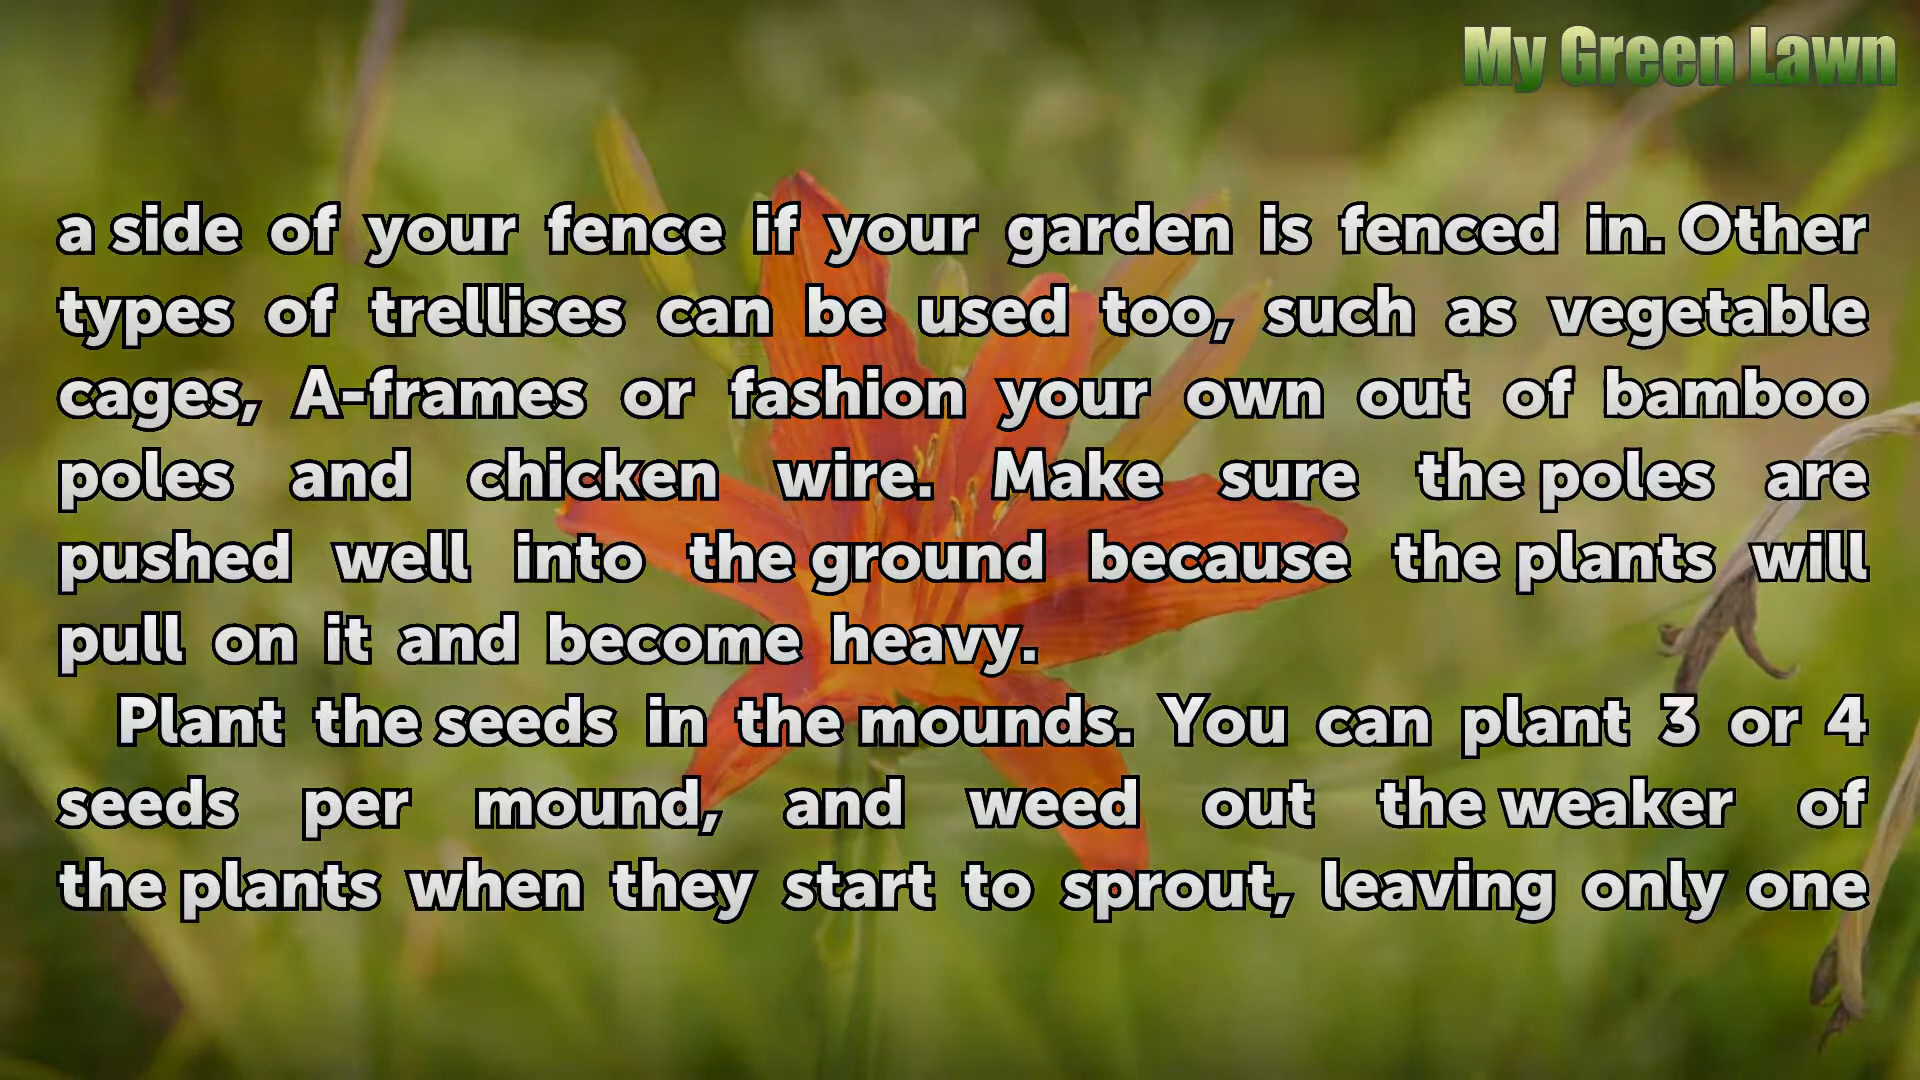 My Green Lawn
a side of your fence if your garden is fenced in. Other
types of trellises can be used too, such as vegetable
cages, A-frames or fashion your own out of bamboo
poles and chicken wire. Make sure the poles are
pushed well into the ground because the plants will
pull on it and become heavy.
Plant the seeds in the mounds. You can plant 3 or 4
seeds per mound, and weed out the weaker of
the plants when they start to sprout, leaving only one